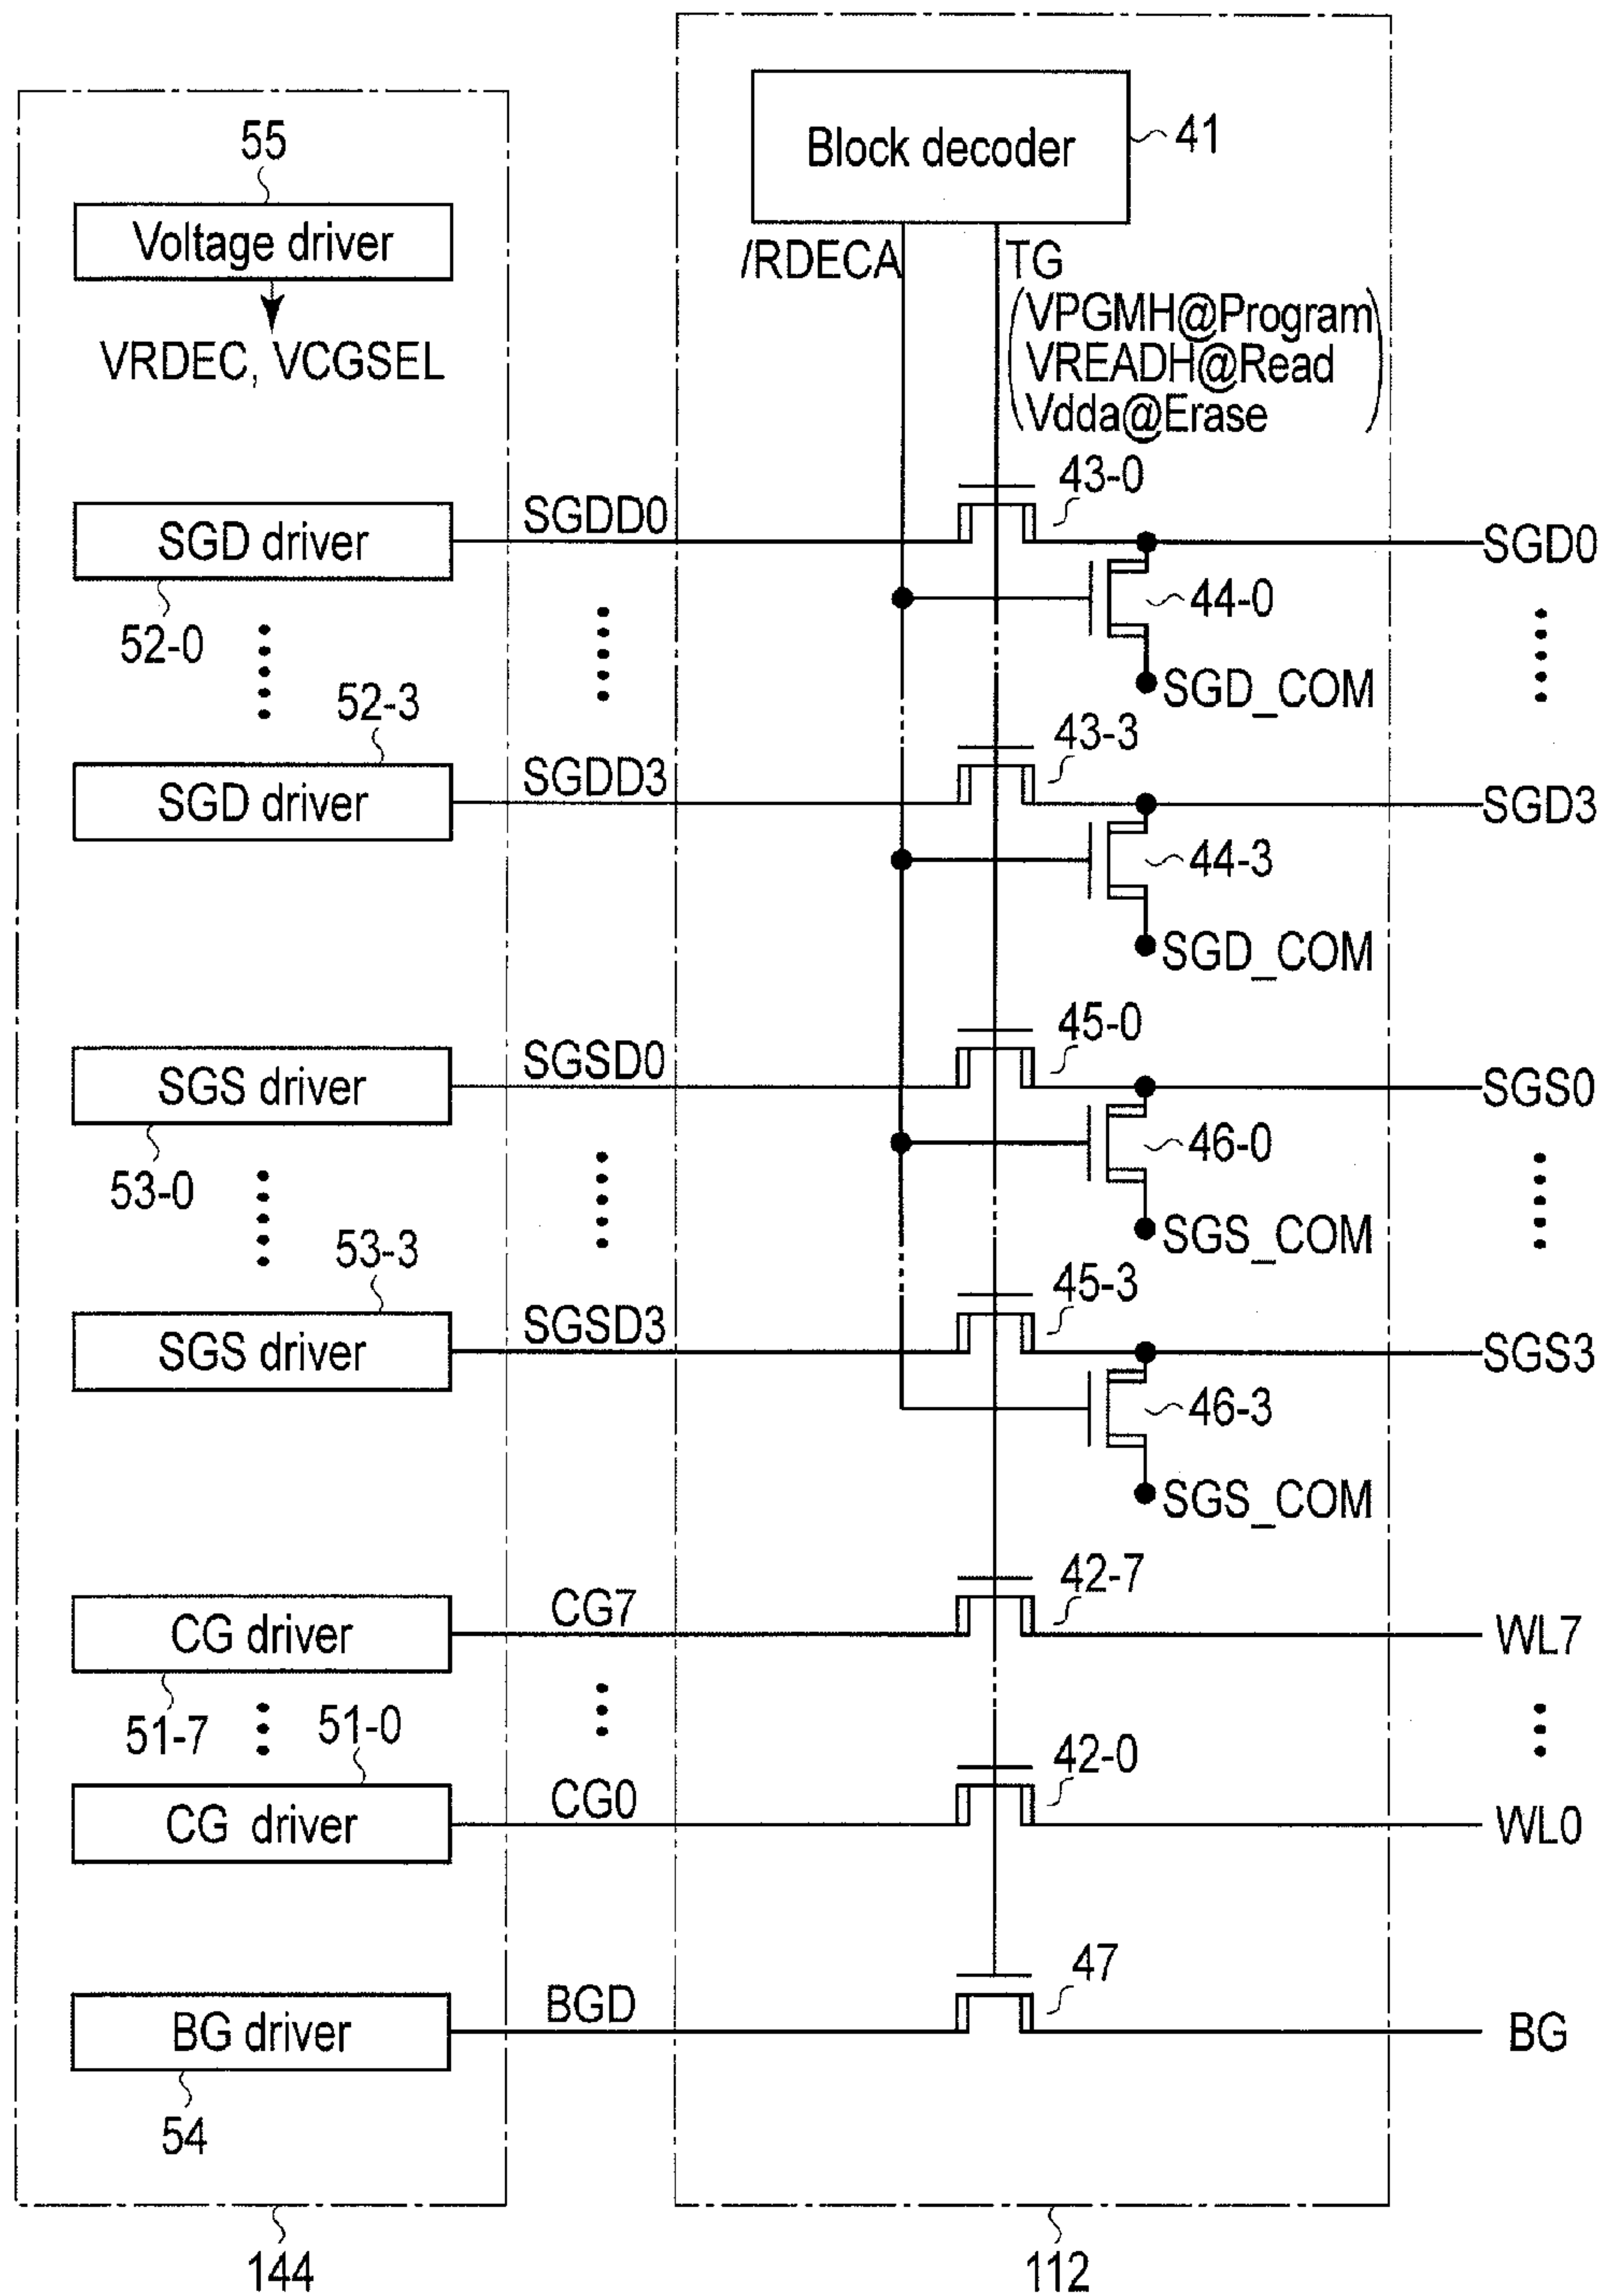 55
Voltage driver
VRDEC, VCGSEL
Block decoder
41
/RDECA
TG
VPGMH@Program
VREADH@Read
Vdda@Erase
SGD driver
52-0
SGDD0
43-0
SGD0
44-0
SGD_COM
52-3
SGD driver
SGDD3
43-3
SGD3
44-3
SGD_COM
SGS driver
53-0
SGSD0
45-0
SGS0
46-0
SGS_COM
53-3
SGS driver
SGSD3
45-3
SGS3
46-3
SGS_COM
CG driver
51-7
CG7
42-7
WL7
51-0
CG driver
CG0
42-0
WL0
BG driver
54
BGD
47
BG
144
112